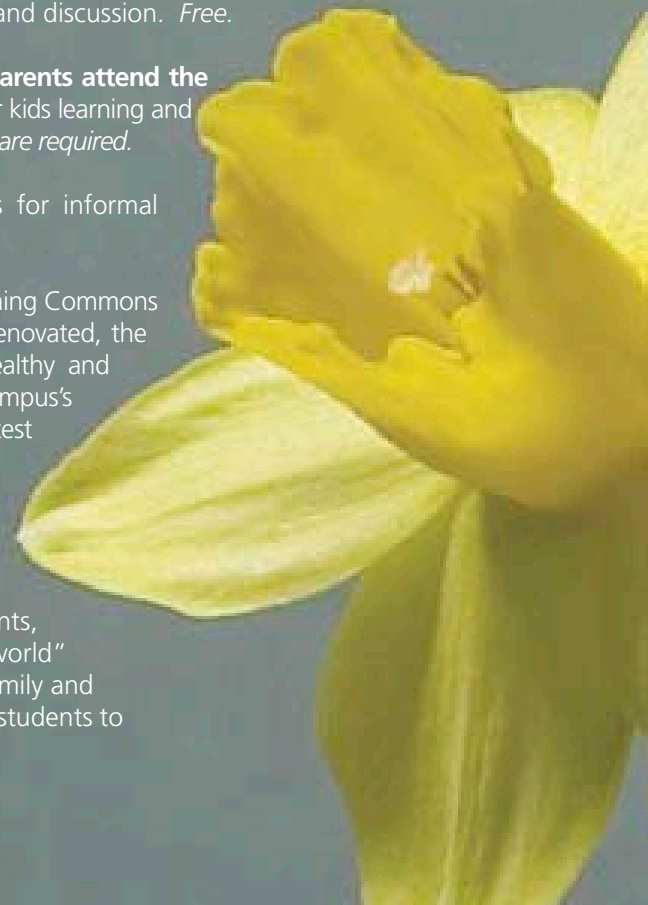 and discussion. Free.
arents attend the
r kids learning and
are required.
s for informal
ning Commons
enovated, the
ealthy and
mpus’s
test
nts,
world”
mily and
students to